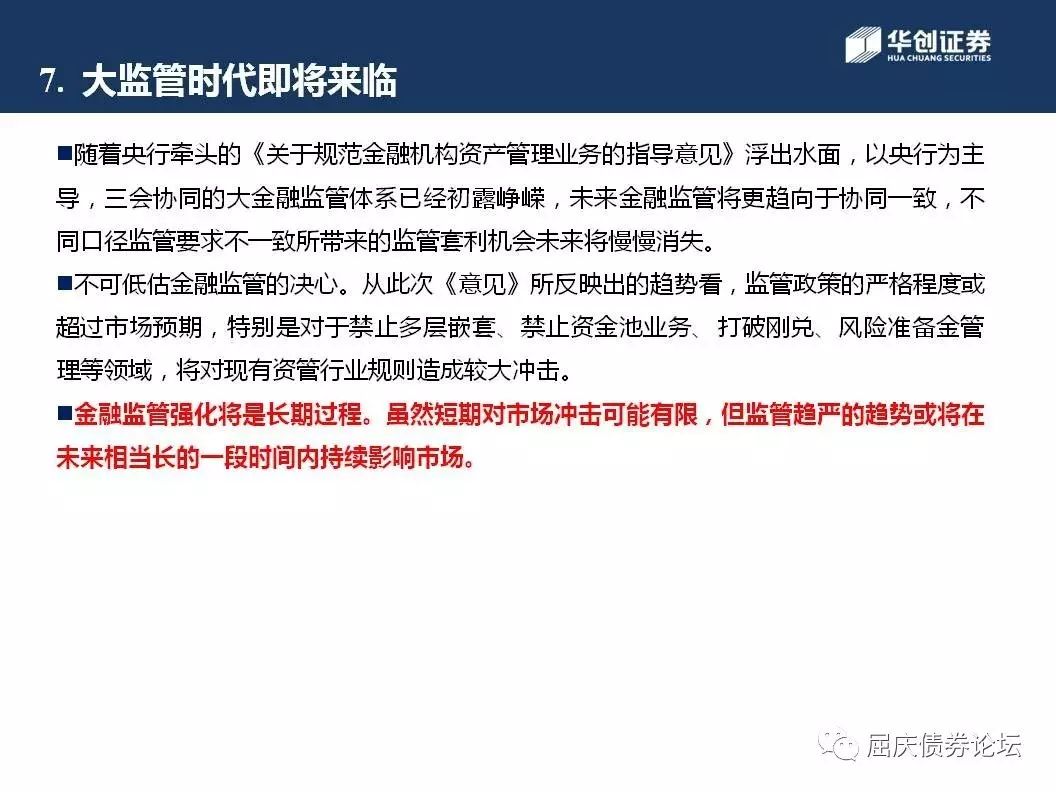 华创证券
HUA CHUANG SECURITIES
7. 大监管时代即将来临
■随着央行牵头的《关于规范金融机构资产管理业务的指导意见》浮出水面，以央行为主
导，三会协同的大金融监管体系已经初露峥嵘，未来金融监管将更趋向于协同一致，不
同口径监管要求不一致所带来的监管套利机会未来将慢慢消失。
■不可低估金融监管的决心。从此次《意见》所反映出的趋势看，监管政策的严格程度或
超过市场预期，特别是对于禁止多层嵌套、禁止资金池业务、打破刚兑、风险准备金管
理等领域，将对现有资管行业规则造成较大冲击。
■金融监管强化将是长期过程。虽然短期对市场冲击可能有限，但监管趋严的趋势或将在
未来相当长的一段时间内持续影响市场。
屈庆债券论坛